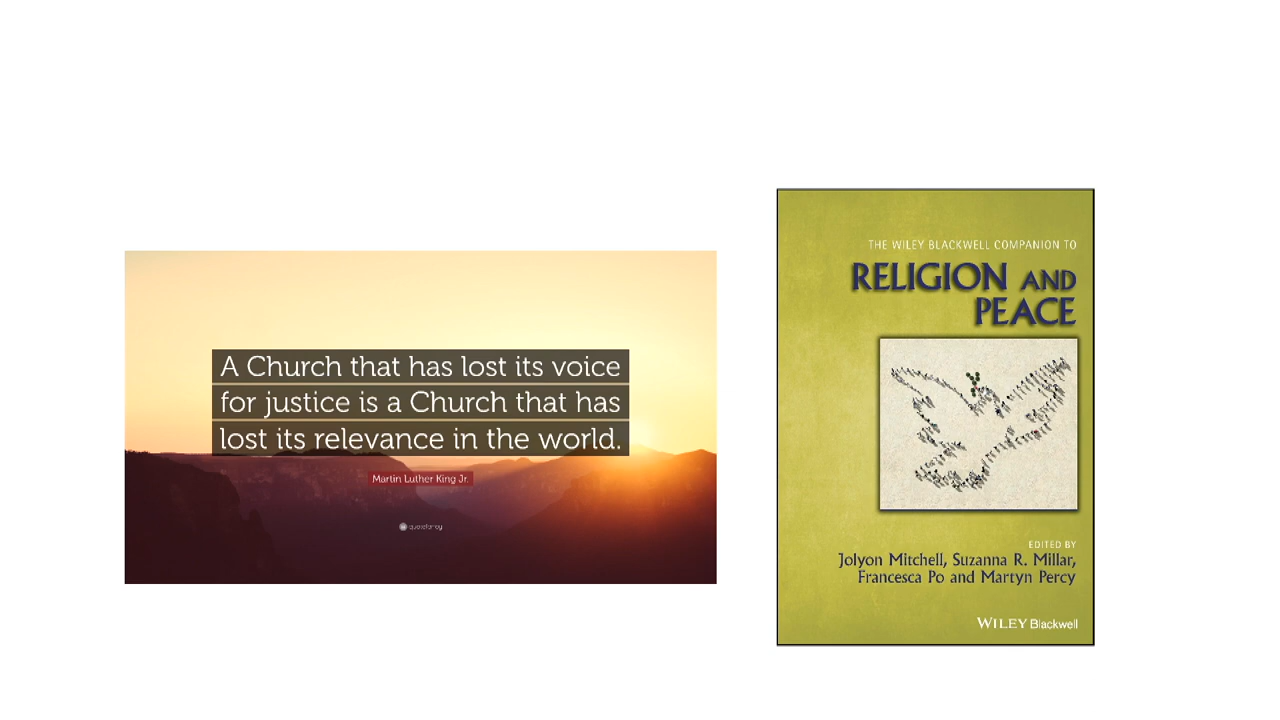 A Church that has lost its voice
for justice is a Church that has
lost its relevance in the world.
Martin Luther King Jr.
quotefancy
THE WILEY BLACKWELL COMPANION TO
RELIGION AND
PEACE
EDITED BY
Jolyon Mitchell, Suzanna R. Millar,
Francesca Po and Martyn Percy
WILEY Blackwell